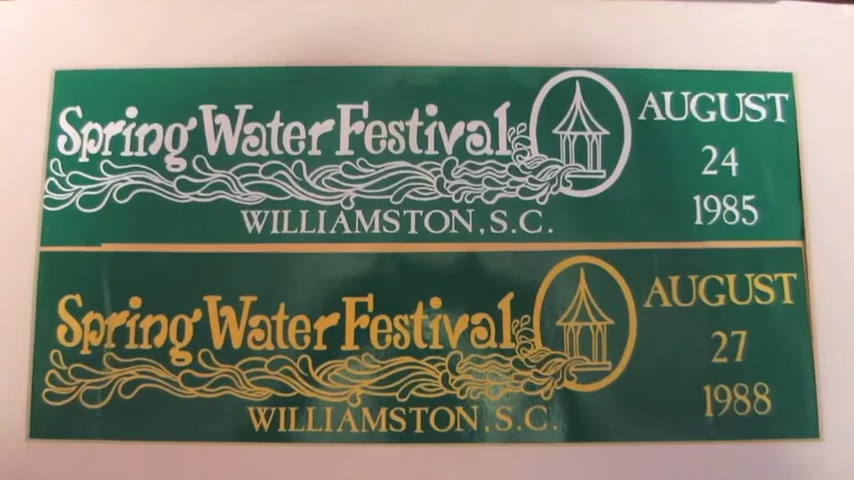 Spring Water Festival
WILLIAMSTON, S.C.
AUGUST
24
1985
Spring Water Festival
WILLIAMSTON, S.C.
AUGUST
27
1988